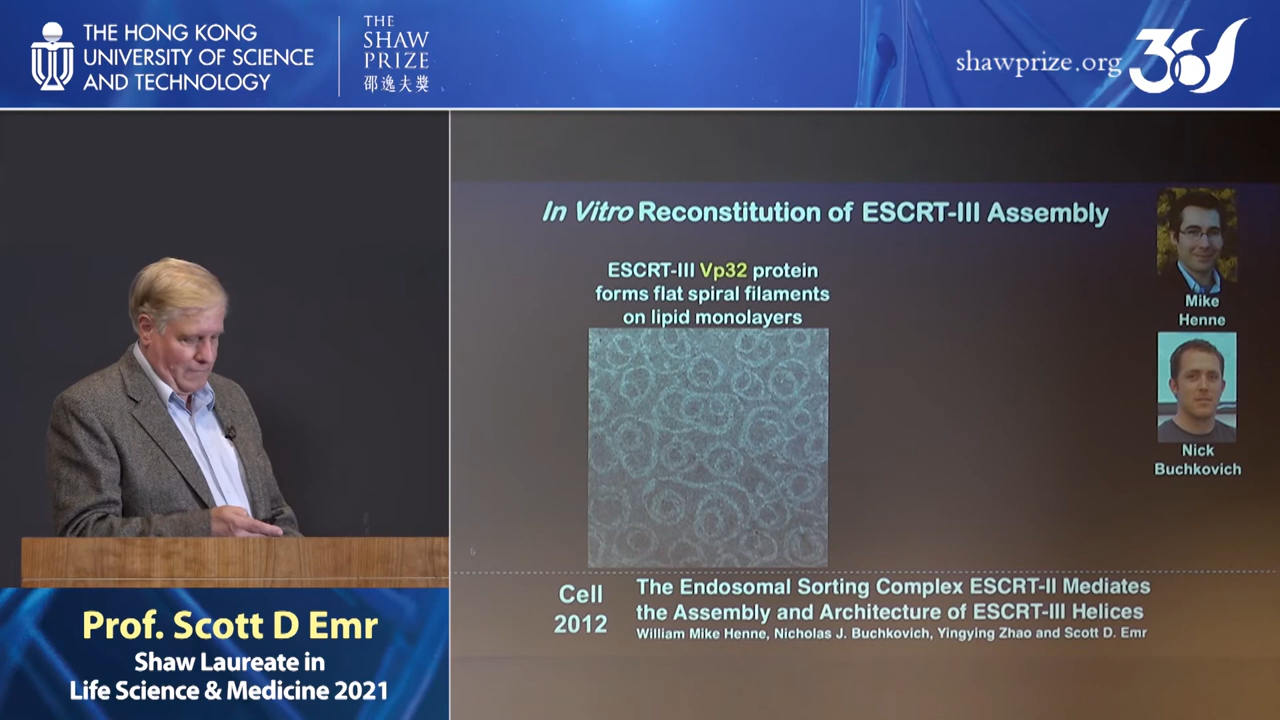 THE HONG KONG
UNIVERSITY OF SCIENCE
AND TECHNOLOGY
THE
SHAW
PRIZE
邵逸夫獎
shawprize.org
30
In Vitro Reconstitution of ESCRT-III Assembly
ESCRT-III Vp32 protein
forms flat spiral filaments
on lipid monolayers
Mike
Henne
Nick
Buchkovich
Cell
2012
The Endosomal Sorting Complex ESCRT-II Mediates
the Assembly and Architecture of ESCRT-III Helices
William Mike Henne, Nicholas J. Buchkovich, Yingying Zhao and Scott D. Emr
Prof. Scott D Emr
Shaw Laureate in
Life Science & Medicine 2021